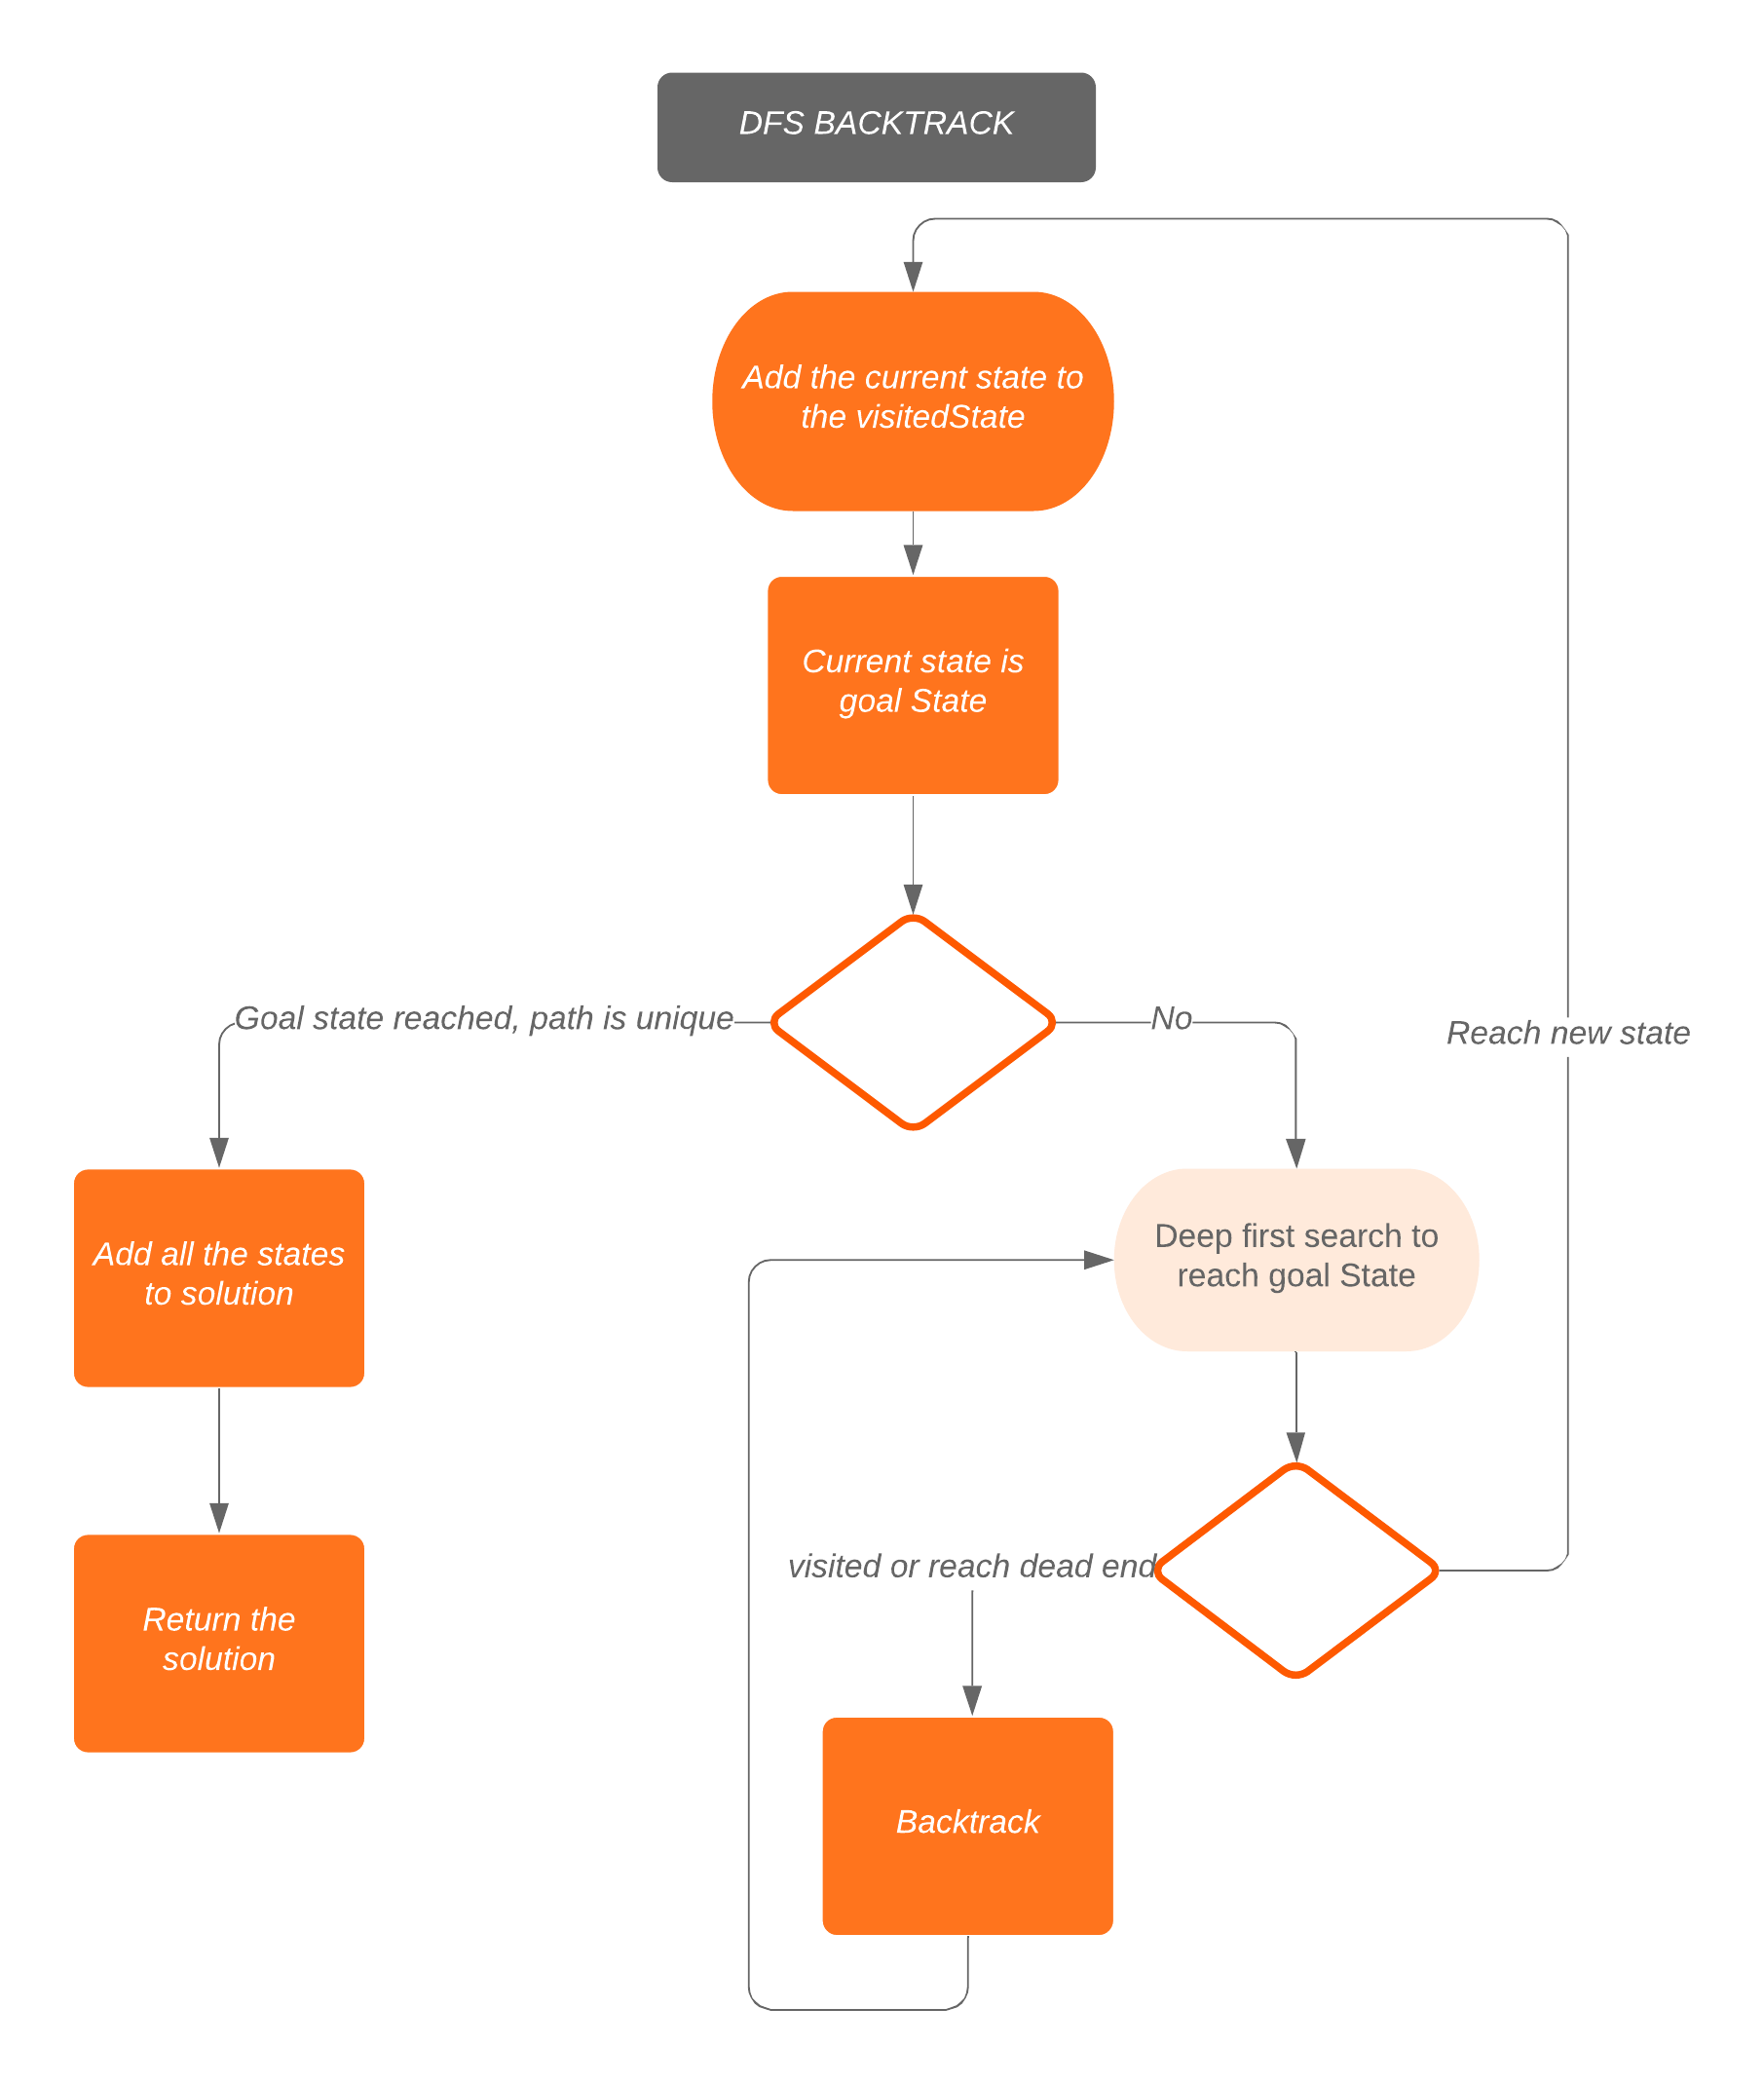 DFS BACKTRACK
Add the current state to
the visitedState
Current state is
goal State
Goal state reached, path is unique
No
Reach new state
Add all the states
to solution
Deep first search to
reach goal State
visited or reach dead end
Return the
solution
Backtrack